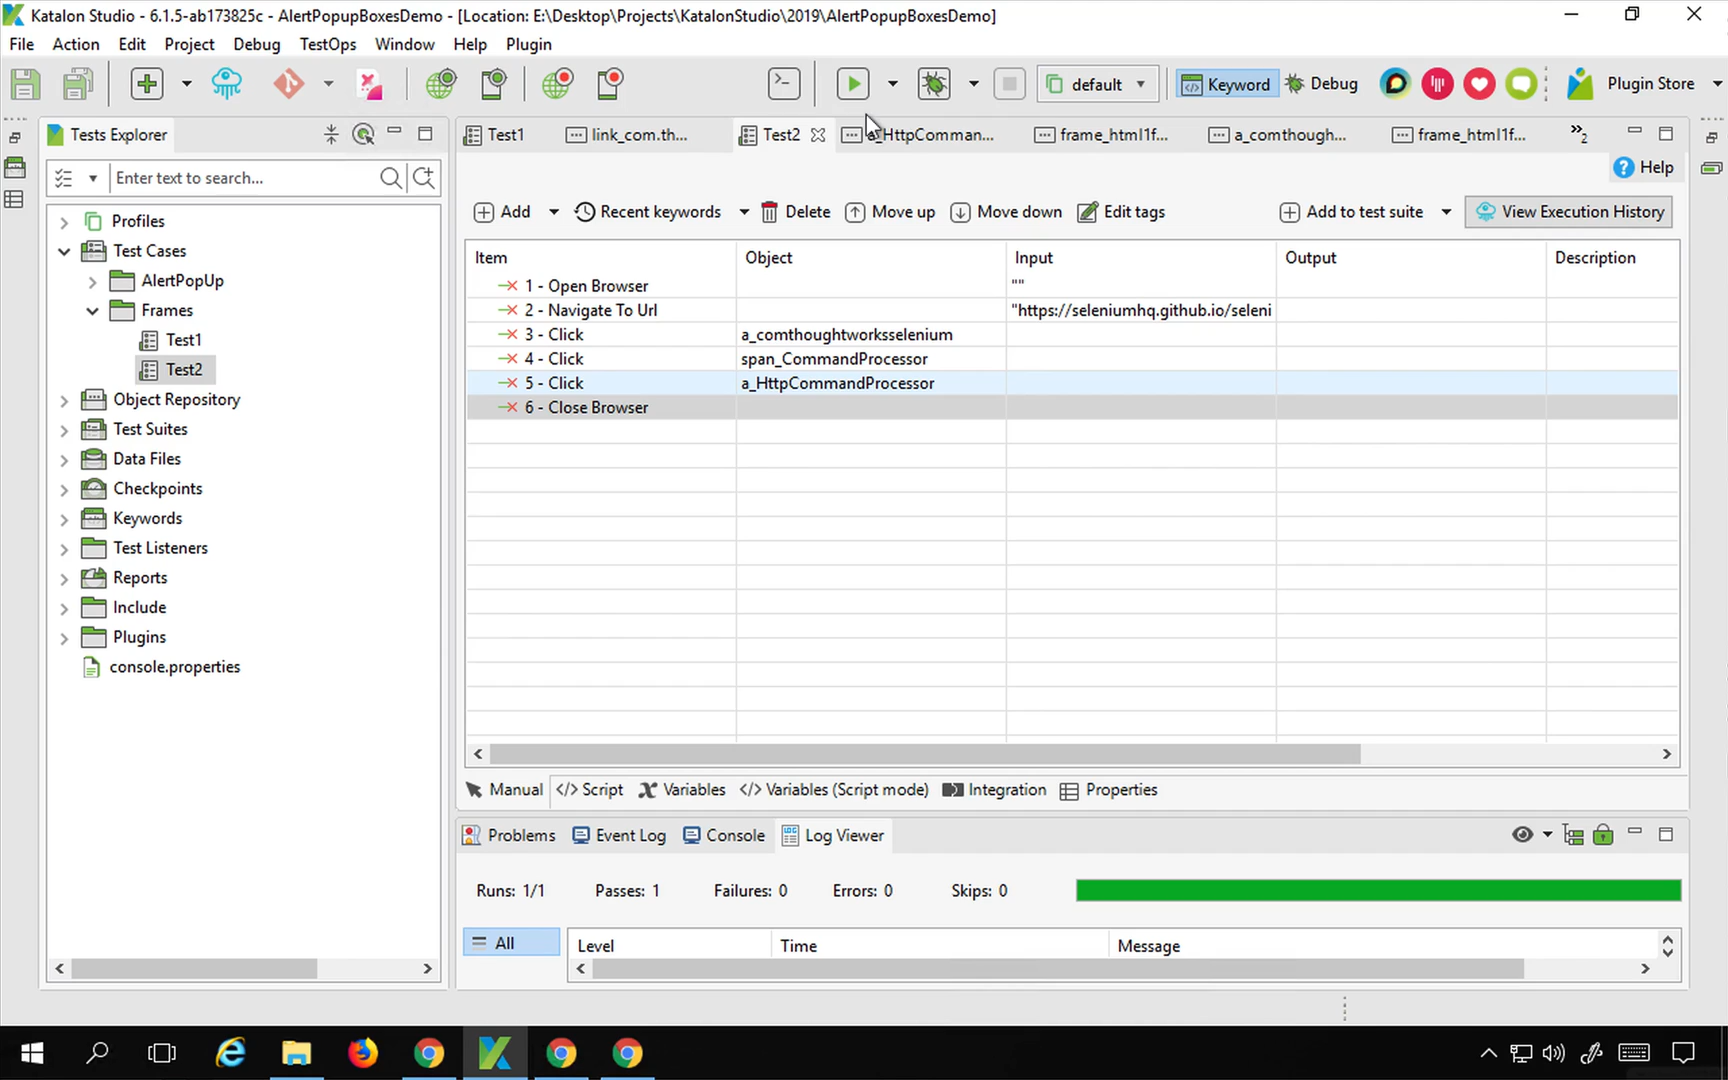 Katalon Studio - 6.1.5-ab173825c - AlertPopupBoxesDemo - [Location: E:\Desktop\Projects\KatalonStudio\2019\AlertPopupBoxesDemo]
File Action Edit Project Debug TestOps Window Help Plugin
default Keyword Debug Plugin Store
Tests Explorer
Test1 link_com.th... Test2 a_HttpComman... frame_html1f... a_comthough... frame_html1f... »2
Help
Enter text to search...
Add Recent keywords Delete Move up Move down Edit tags Add to test suite View Execution History
Profiles
Test Cases
AlertPopUp
Frames
Test1
Test2
Object Repository
Test Suites
Data Files
Checkpoints
Keywords
Test Listeners
Reports
Include
Plugins
console.properties
Item Object Input Output Description
1 - Open Browser ""
2 - Navigate To Url "https://seleniumhq.github.io/seleni
3 - Click a_comthoughtworksselenium
4 - Click span_CommandProcessor
5 - Click a_HttpCommandProcessor
6 - Close Browser
Manual </> Script Variables </> Variables (Script mode) Integration Properties
Problems Event Log Console Log Viewer
Runs: 1/1 Passes: 1 Failures: 0 Errors: 0 Skips: 0
All Level Time Message